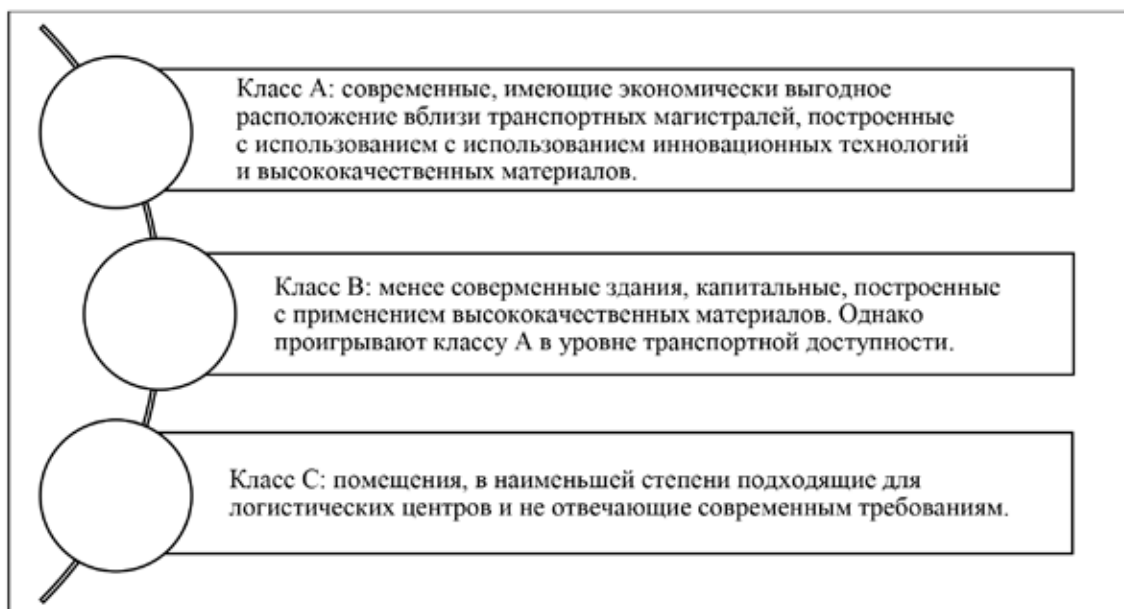 Класс А: современные, имеющие экономически выгодное
расположение вблизи транспортных магистралей, построенные
с использованием с использованием инновационных технологий
и высококачественных материалов.
Класс В: менее соверменные здания, капитальные, построенные
с применением высококачественных материалов. Однако
проигрывают классу А в уровне транспортной доступности.
Класс С: помещения, в наименьшей степени подходящие для
логистических центров и не отвечающие современным требованиям.